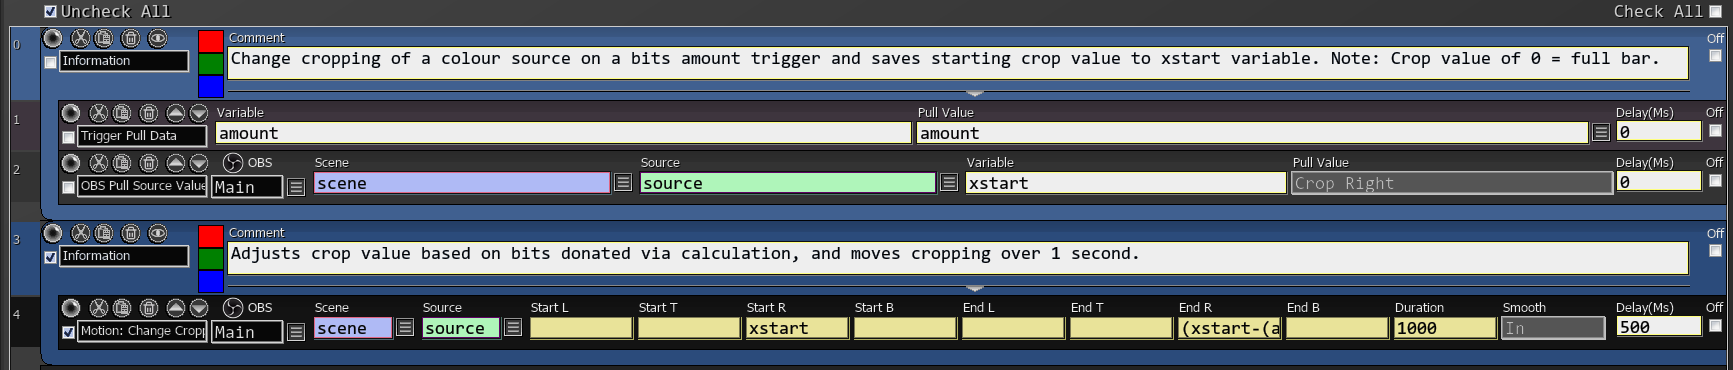 Uncheck All
Check All
0
Comment
Off
Information
Change cropping of a colour source on a bits amount trigger and saves starting crop value to xstart variable. Note: Crop value of 0 = full bar.
1
Variable
Pull Value
Delay(Ms)
Off
Trigger Pull Data
amount
amount
0
2
OBS
Scene
Source
Variable
Pull Value
Delay(Ms)
Off
OBS Pull Source Value
Main
scene
source
xstart
Crop Right
0
3
Comment
Off
Information
Adjusts crop value based on bits donated via calculation, and moves cropping over 1 second.
4
OBS
Scene
Source
Start L
Start T
Start R
Start B
End L
End T
End R
End B
Duration
Smooth
Delay(Ms)
Off
Motion: Change Cropp
Main
scene
source
xstart
(xstart-(a
1000
In
500